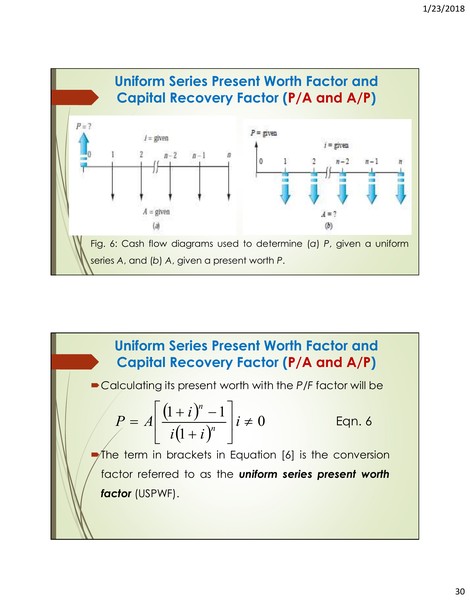 1/23/2018
Uniform Series Present Worth Factor and
Capital Recovery Factor (P/A and A/P)
P = ?
i = given
0 1 2 n–2 n–1 n
A = given
(a)
P = given
i = given
0 1 2 n–2 n–1 n
A = ?
(b)
Fig. 6: Cash flow diagrams used to determine (a) P, given a uniform
series A, and (b) A, given a present worth P.
Uniform Series Present Worth Factor and
Capital Recovery Factor (P/A and A/P)
Calculating its present worth with the P/F factor will be
P = A[((1 + i)^n − 1) / (i(1 + i)^n)] i ≠ 0 Eqn. 6
The term in brackets in Equation [6] is the conversion
factor referred to as the uniform series present worth
factor (USPWF).
30